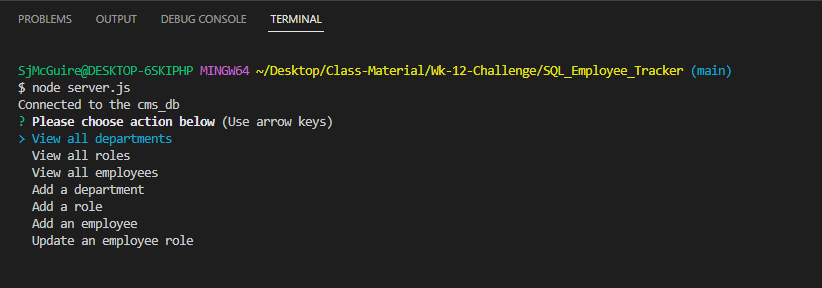 PROBLEMS OUTPUT DEBUG CONSOLE TERMINAL
SjMcGuire@DESKTOP-6SKIPHP MINGW64 ~/Desktop/Class-Material/Wk-12-Challenge/SQL_Employee_Tracker (main)
$ node server.js
Connected to the cms_db
? Please choose action below (Use arrow keys)
> View all departments
View all roles
View all employees
Add a department
Add a role
Add an employee
Update an employee role